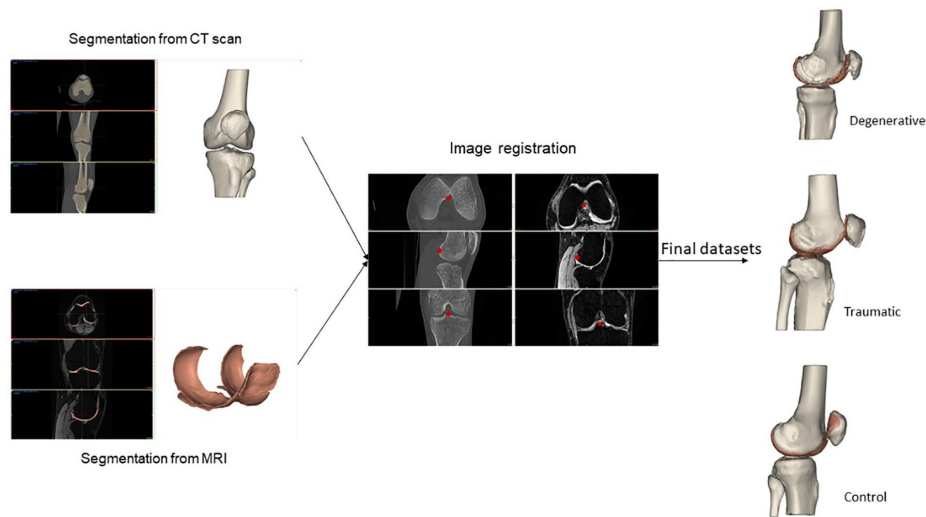 Segmentation from CT scan
Degenerative
Image registration
Final datasets
Traumatic
Segmentation from MRI
Control